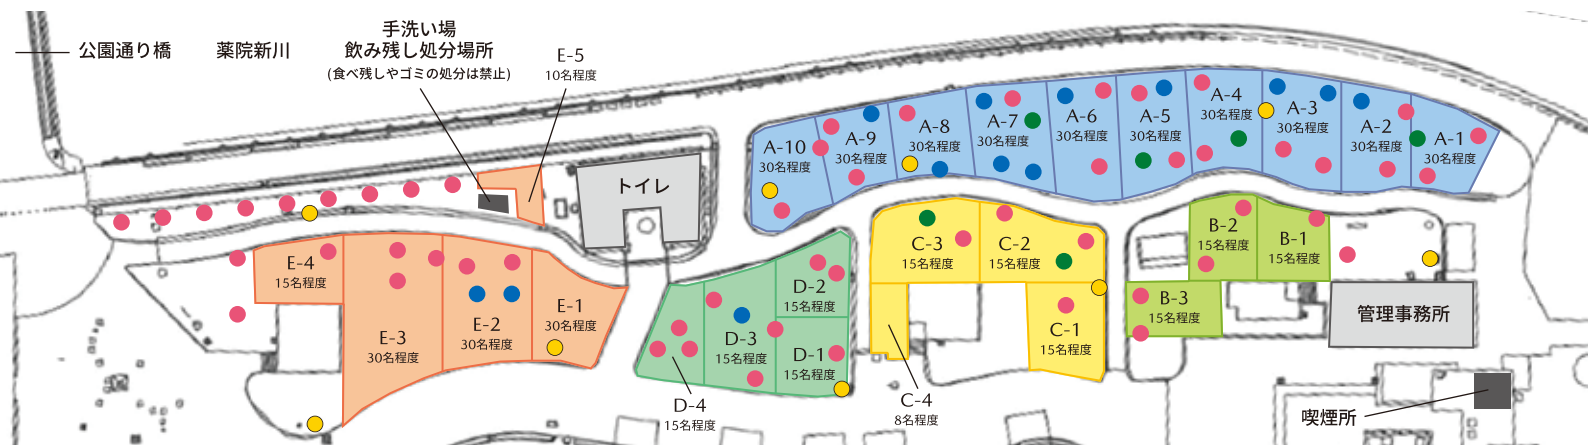 公園通り橋
薬院新川
手洗い場
飲み残し処分場所
(食べ残しやゴミの処分は禁止)
E-5
10名程度
トイレ
A-10
30名程度
A-9
30名程度
A-8
30名程度
A-7
30名程度
A-6
30名程度
A-5
30名程度
A-4
30名程度
A-3
30名程度
A-2
30名程度
A-1
30名程度
E-4
15名程度
E-3
30名程度
E-2
30名程度
E-1
30名程度
D-2
15名程度
D-3
15名程度
D-1
15名程度
D-4
15名程度
C-3
15名程度
C-2
15名程度
C-1
15名程度
C-4
8名程度
B-2
15名程度
B-1
15名程度
B-3
15名程度
管理事務所
喫煙所